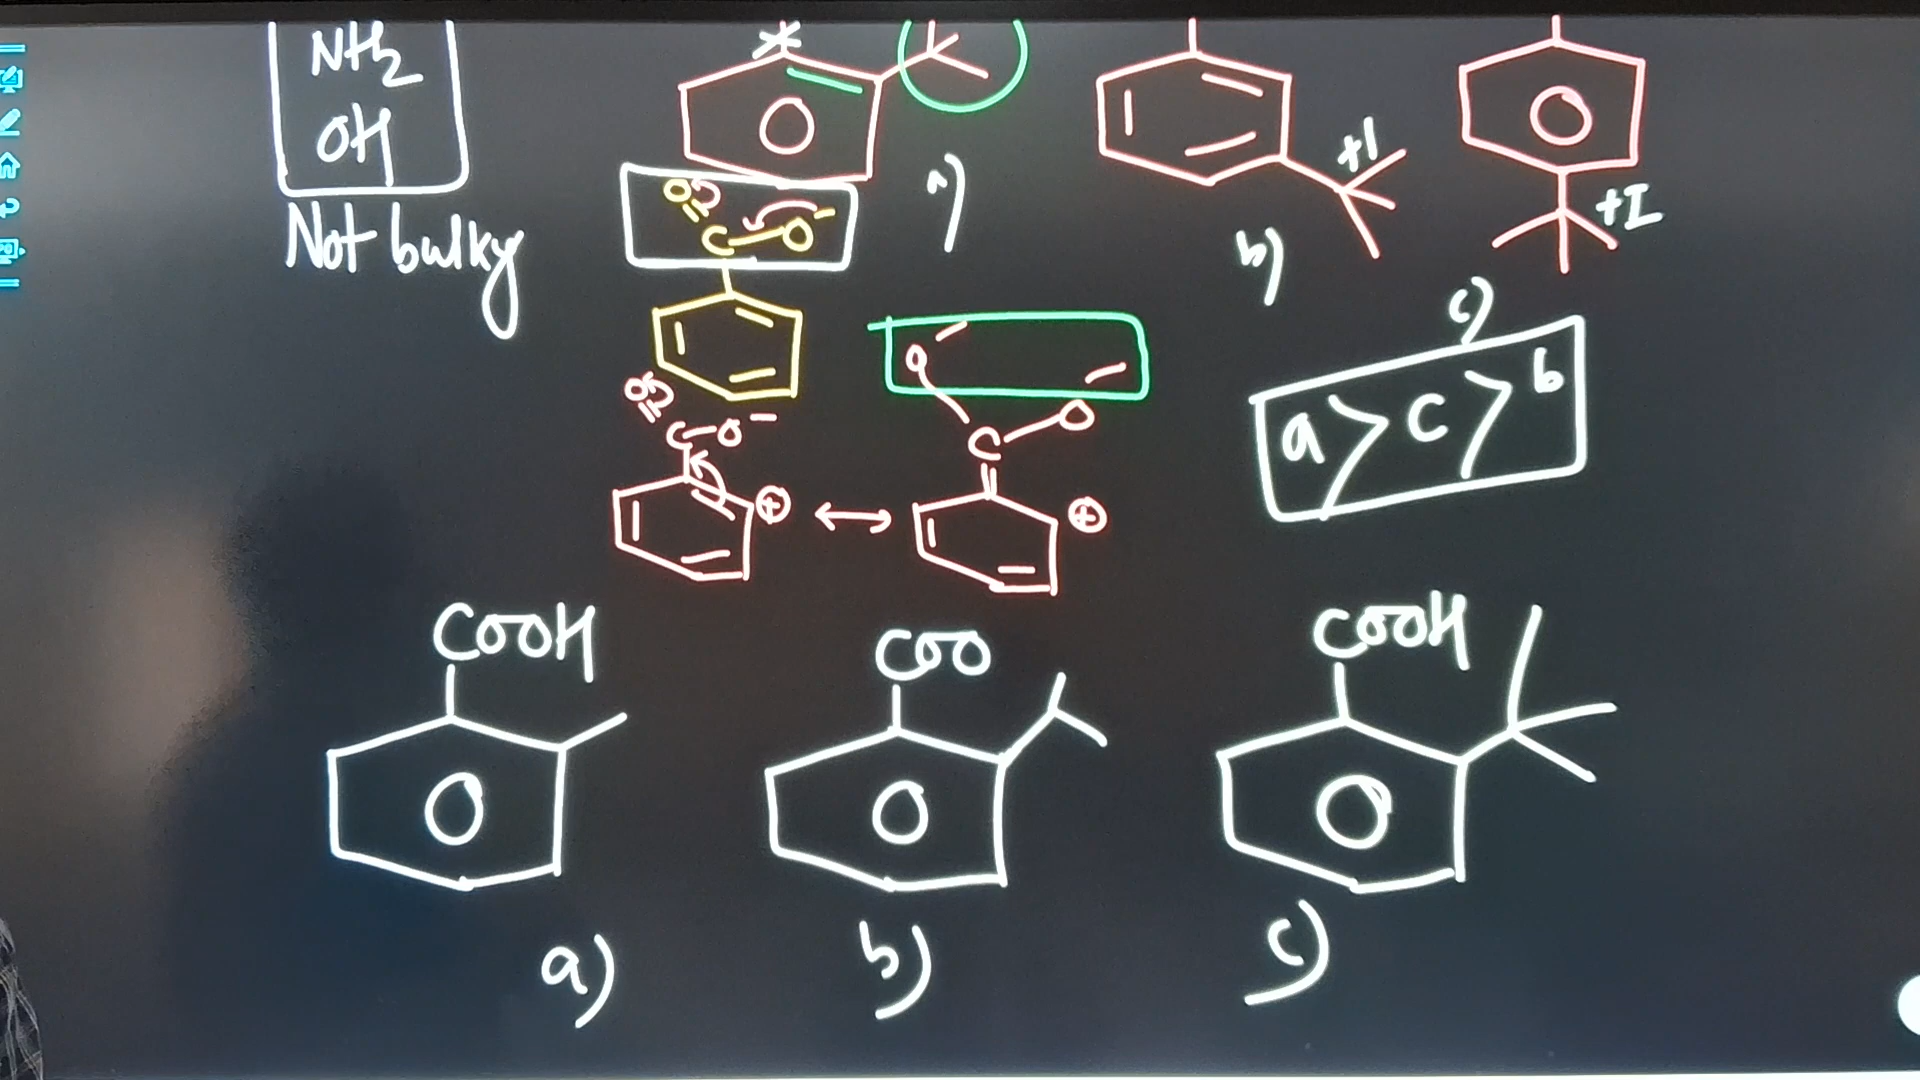 NH2
OH
Not bulky
*
a)
+I
b)
+I
c)
O
C - O -
O
C - O -
+
O -
O -
C
+
a > c > b
COOH
COO
COOH
a)
b)
c)